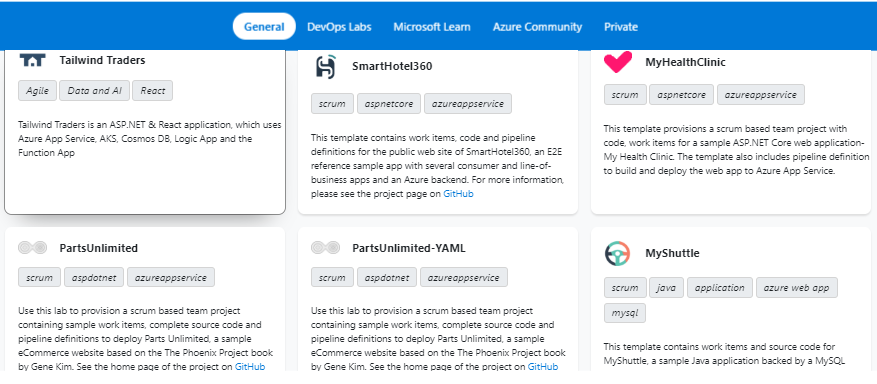 General DevOps Labs Microsoft Learn Azure Community Private
Tailwind Traders
Agile Data and AI React
Tailwind Traders is an ASP.NET & React application, which uses
Azure App Service, AKS, Cosmos DB, Logic App and the
Function App
SmartHotel360
scrum aspnetcore azureappservice
This template contains work items, code and pipeline
definitions for the public web site of SmartHotel360, an E2E
reference sample app with several consumer and line-of-
business apps and an Azure backend. For more information,
please see the project page on GitHub
MyHealthClinic
scrum aspnetcore azureappservice
This template provisions a scrum based team project with
code, work items for a sample ASP.NET Core web application-
My Health Clinic. The template also includes pipeline definition
to build and deploy the web app to Azure App Service.
PartsUnlimited
scrum aspdotnet azureappservice
Use this lab to provision a scrum based team project
containing sample work items, complete source code and
pipeline definitions to deploy Parts Unlimited, a sample
eCommerce website based on the The Phoenix Project book
by Gene Kim. See the home page of the project on GitHub
PartsUnlimited-YAML
scrum aspdotnet azureappservice
Use this lab to provision a scrum based team project
containing sample work items, complete source code and
pipeline definitions to deploy Parts Unlimited, a sample
eCommerce website based on the The Phoenix Project book
by Gene Kim. See the home page of the project on GitHub
MyShuttle
scrum java application azure web app
mysql
This template contains work items and source code for
MyShuttle, a sample Java application backed by a MySQL